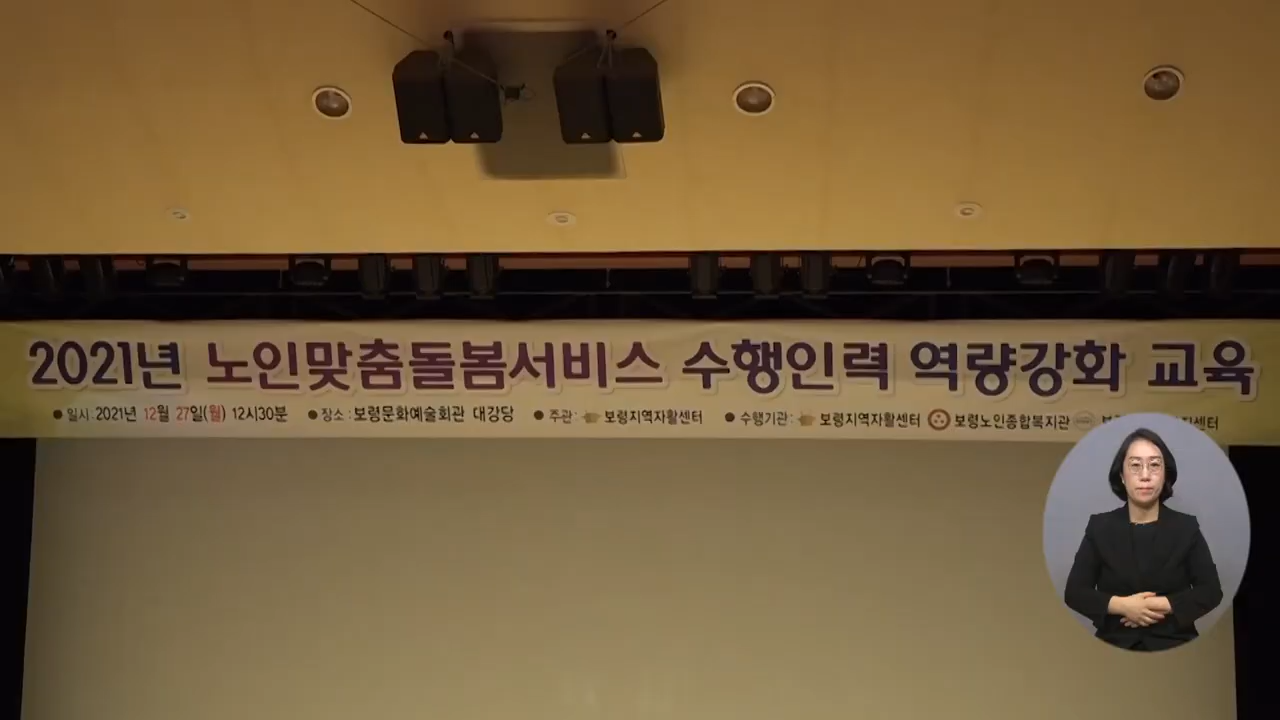 2021년 노인맞춤돌봄서비스 수행인력 역량강화 교육
● 일시: 2021년 12월 27일(월) 12시30분 ● 장소: 보령문화예술회관 대강당 ● 주관: 보령지역자활센터 ● 수행기관: 보령지역자활센터 보령노인종합복지관